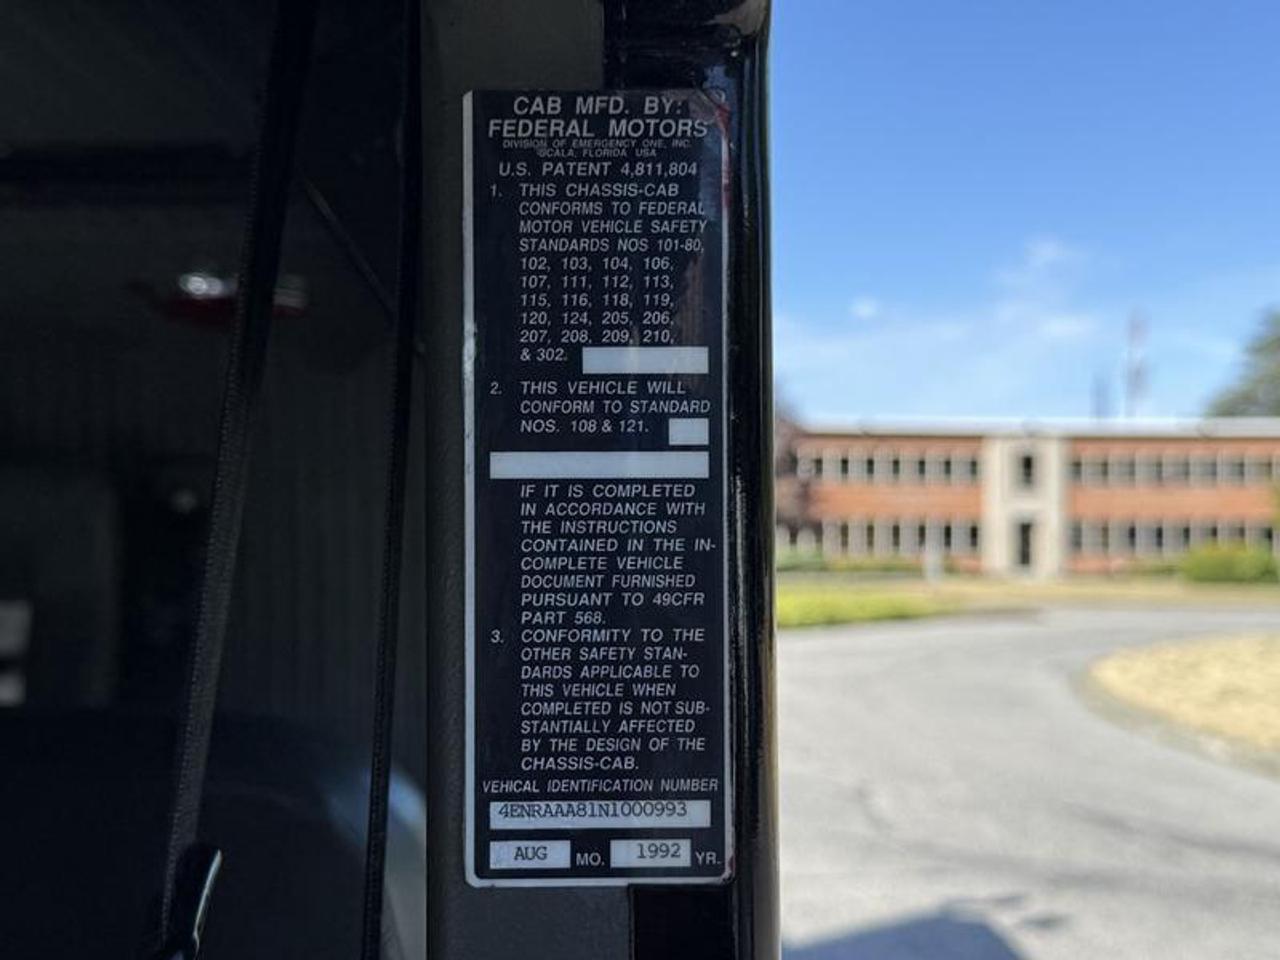 CAB MFD. BY:
FEDERAL MOTORS
DIVISION OF EMERGENCY ONE, INC.
OCALA, FLORIDA USA
U.S. PATENT 4,811,804
1. THIS CHASSIS-CAB
CONFORMS TO FEDERAL
MOTOR VEHICLE SAFETY
STANDARDS NOS 101-80,
102, 103, 104, 106,
107, 111, 112, 113,
115, 116, 118, 119,
120, 124, 205, 206,
207, 208, 209, 210,
& 302.
2. THIS VEHICLE WILL
CONFORM TO STANDARD
NOS. 108 & 121.
IF IT IS COMPLETED
IN ACCORDANCE WITH
THE INSTRUCTIONS
CONTAINED IN THE IN-
COMPLETE VEHICLE
DOCUMENT FURNISHED
PURSUANT TO 49CFR
PART 568.
3. CONFORMITY TO THE
OTHER SAFETY STAN-
DARDS APPLICABLE TO
THIS VEHICLE WHEN
COMPLETED IS NOT SUB-
STANTIALLY AFFECTED
BY THE DESIGN OF THE
CHASSIS-CAB.
VEHICAL IDENTIFICATION NUMBER
4ENRAAA81N1000993
AUG MO. 1992 YR.